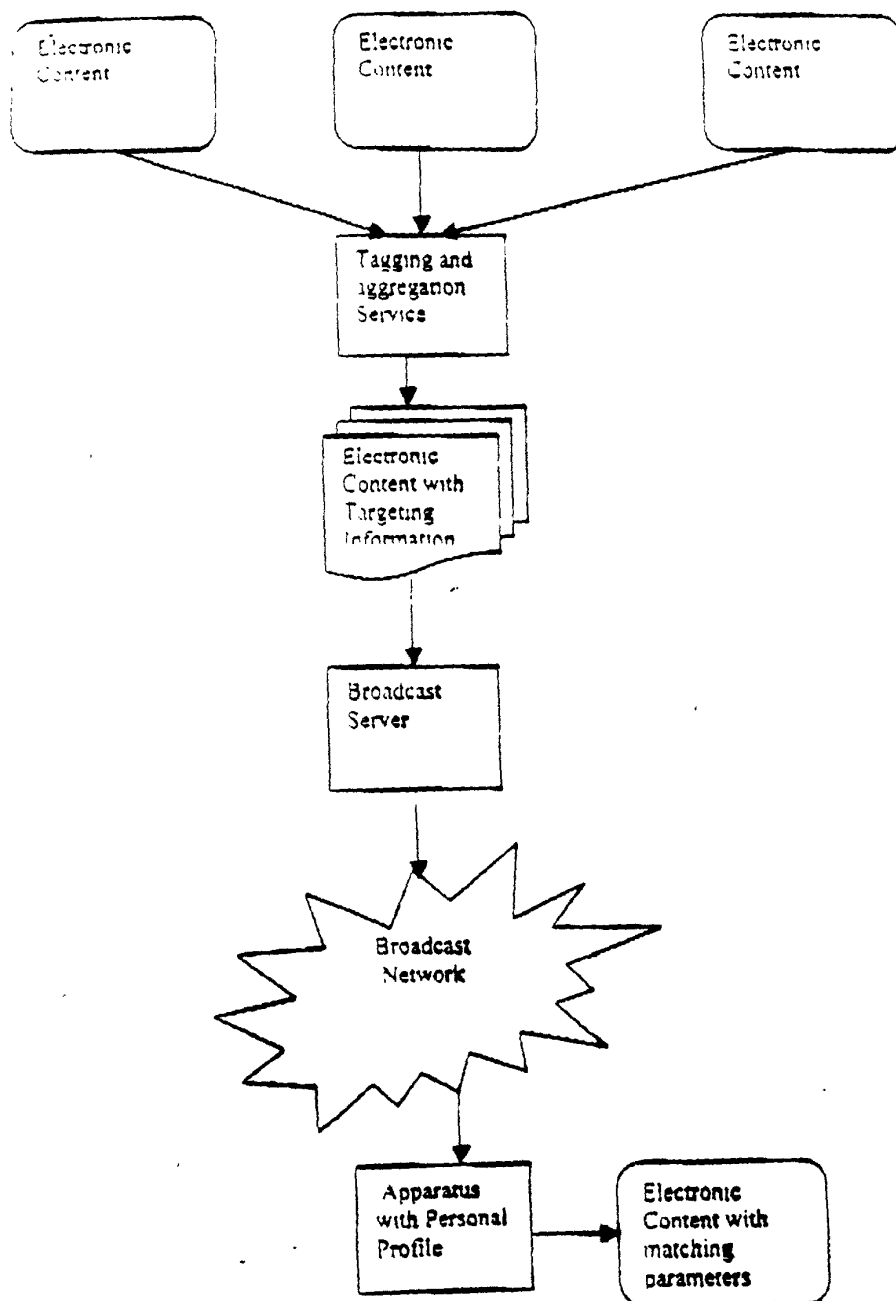 Electronic
Content
Electronic
Content
Electronic
Content
Tagging and
aggregation
Service
Electronic
Content with
Targeting
Information
Broadcast
Server
Broadcast
Network
Apparatus
with Personal
Profile
Electronic
Content with
matching
parameters